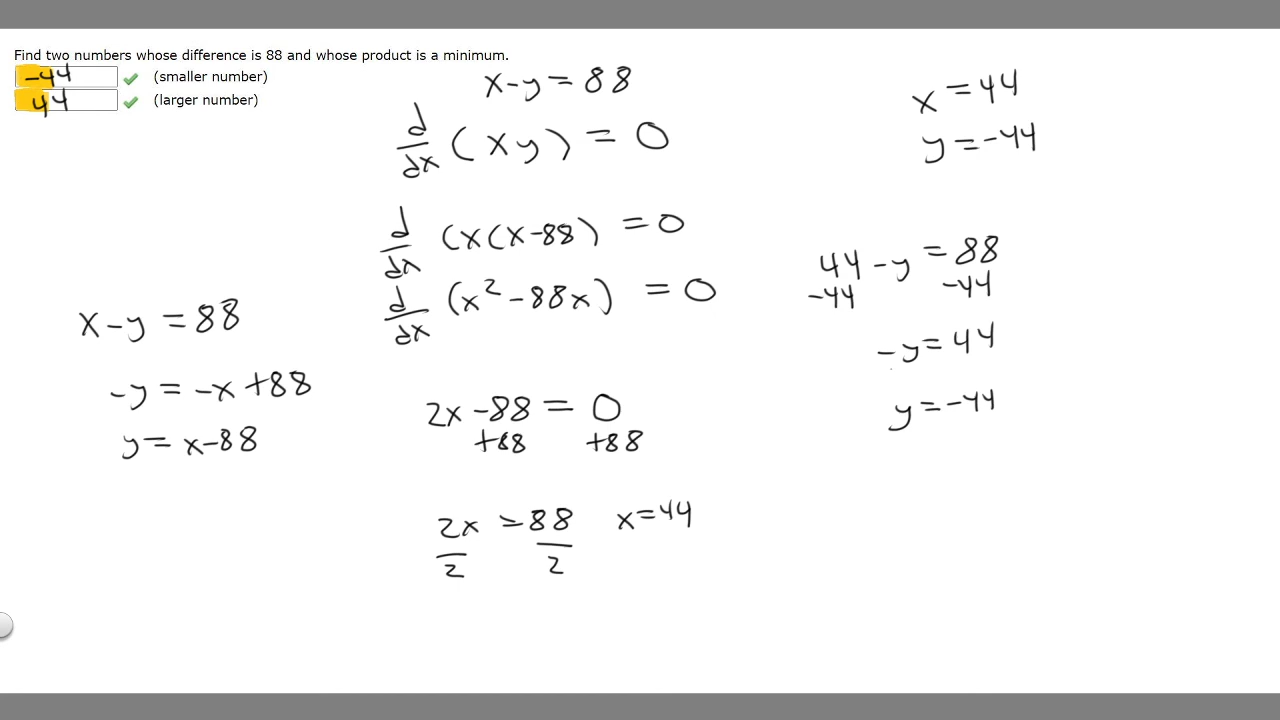 Find two numbers whose difference is 88 and whose product is a minimum.
-44 (smaller number)
44 (larger number)
x-y=88
d/dx (xy) = 0
d/dx (x(x-88) = 0
d/dx (x² - 88x) = 0
2x -88 = 0
+88 +88
2x = 88 x=44
2 2
x-y=88
-y = -x +88
y= x-88
x = 44
y = -44
44 - y = 88
-44 -44
-y = 44
y = -44